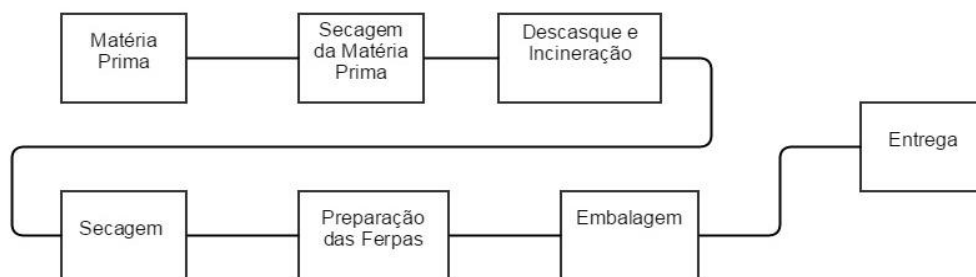 Matéria
Prima
Secagem
da Matéria
Prima
Descasque e
Incineração
Entrega
Secagem
Preparação
das Ferpas
Embalagem